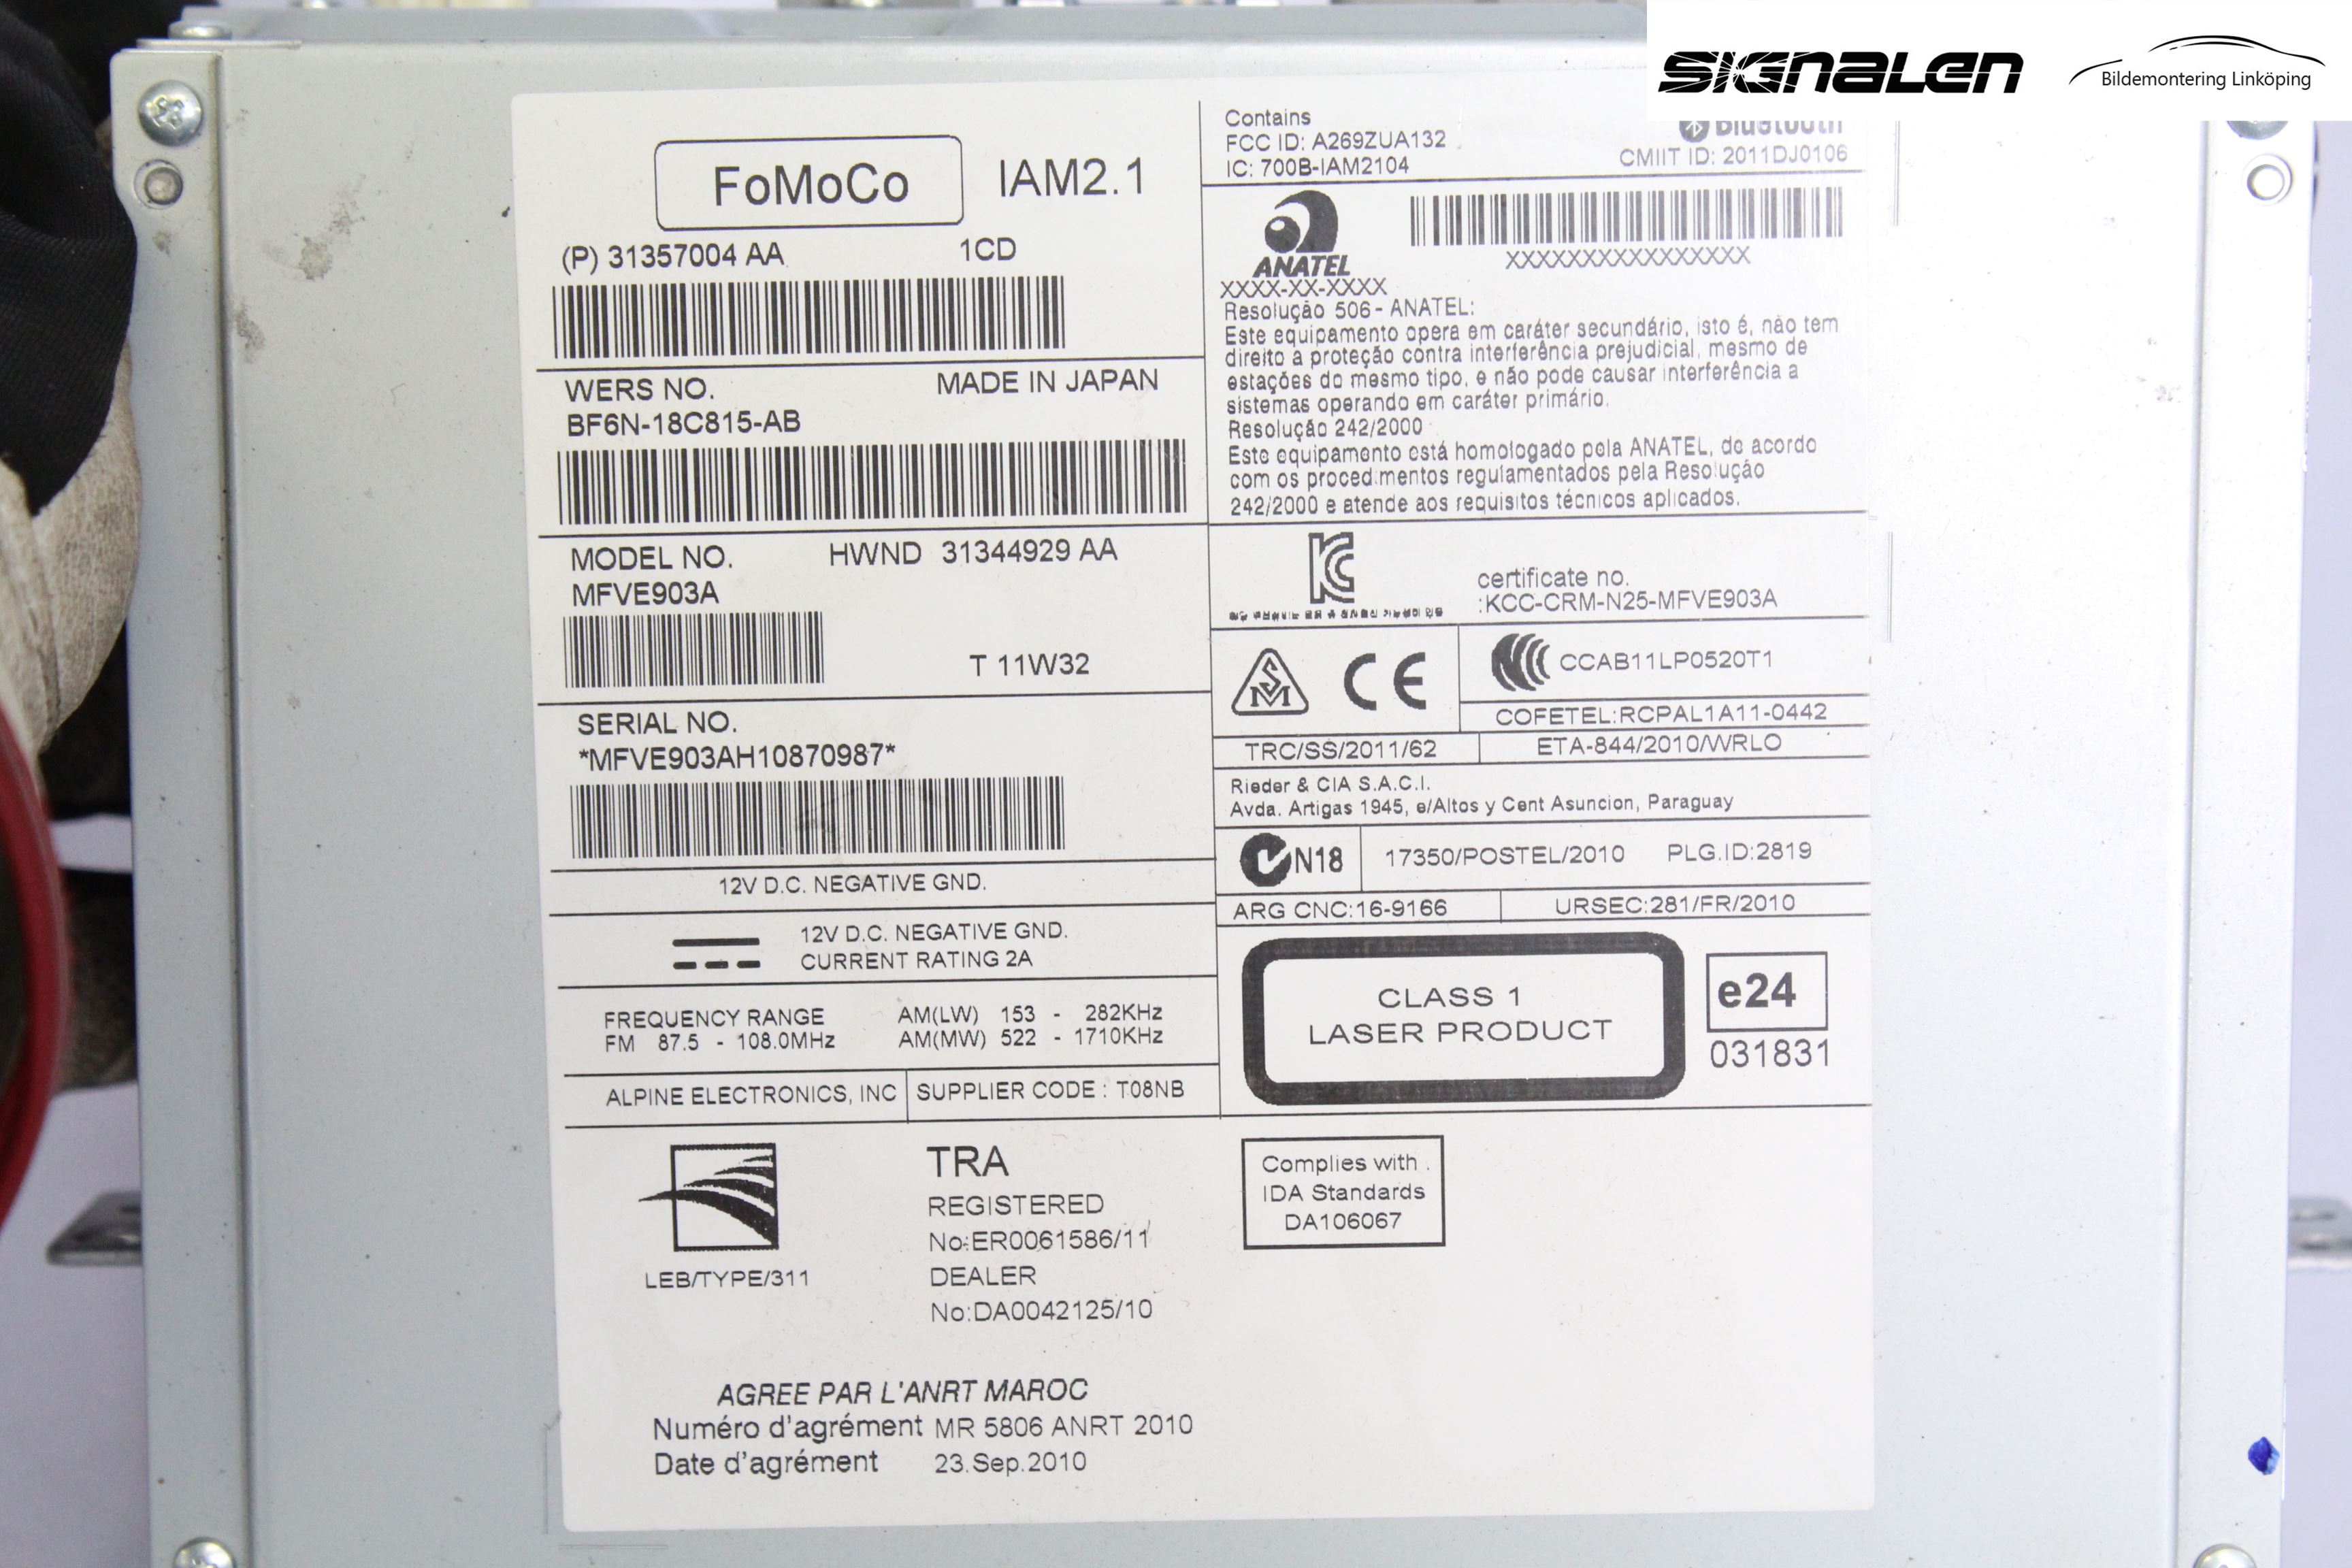 SIGNALEN
Bildemontering Linköping
FoMoCo IAM2.1
(P) 31357004 AA 1CD
WERS NO. MADE IN JAPAN
BF6N-18C815-AB
MODEL NO. HWND 31344929 AA
MFVE903A
T 11W32
SERIAL NO.
*MFVE903AH10870987*
12V D.C. NEGATIVE GND.
12V D.C. NEGATIVE GND.
CURRENT RATING 2A
FREQUENCY RANGE AM(LW) 153 - 282KHz
FM 87.5 - 108.0MHz AM(MW) 522 - 1710KHz
ALPINE ELECTRONICS, INC SUPPLIER CODE : T08NB
Contains
FCC ID: A269ZUA132 Bluetooth
IC: 700B-IAM2104 CMIIT ID: 2011DJ0106
ANATEL XXXXXXXXXXXXXXXX
XXXX-XX-XXXX
Resolução 506 - ANATEL:
Este equipamento opera em caráter secundário, isto é, não tem
direito a proteção contra interferência prejudicial, mesmo de
estações do mesmo tipo, e não pode causar interferência a
sistemas operando em caráter primário.
Resolução 242/2000
Este equipamento está homologado pela ANATEL, de acordo
com os procedimentos regulamentados pela Resolução
242/2000 e atende aos requisitos técnicos aplicados.
certificate no.
:KCC-CRM-N25-MFVE903A
SM CE CCAB11LP0520T1
COFETEL:RCPAL1A11-0442
TRC/SS/2011/62 ETA-844/2010/WRLO
Rieder & CIA S.A.C.I.
Avda. Artigas 1945, e/Altos y Cent Asuncion, Paraguay
N18 17350/POSTEL/2010 PLG.ID:2819
ARG CNC:16-9166 URSEC:281/FR/2010
CLASS 1
LASER PRODUCT
e24
031831
LEB/TYPE/311
TRA
REGISTERED
No:ER0061586/11
DEALER
No:DA0042125/10
Complies with
IDA Standards
DA106067
AGREE PAR L'ANRT MAROC
Numéro d'agrément MR 5806 ANRT 2010
Date d'agrément 23.Sep.2010